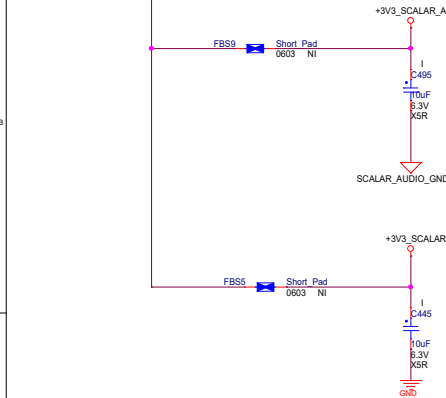 +3V3_SCALAR_A
FBS9
Short_Pad
0603 NI
I
C495
10uF
6.3V
X5R
SCALAR_AUDIO_GND
B
+3V3_SCALAR
FBS5
Short_Pad
0603 NI
I
C445
10uF
6.3V
X5R
GND